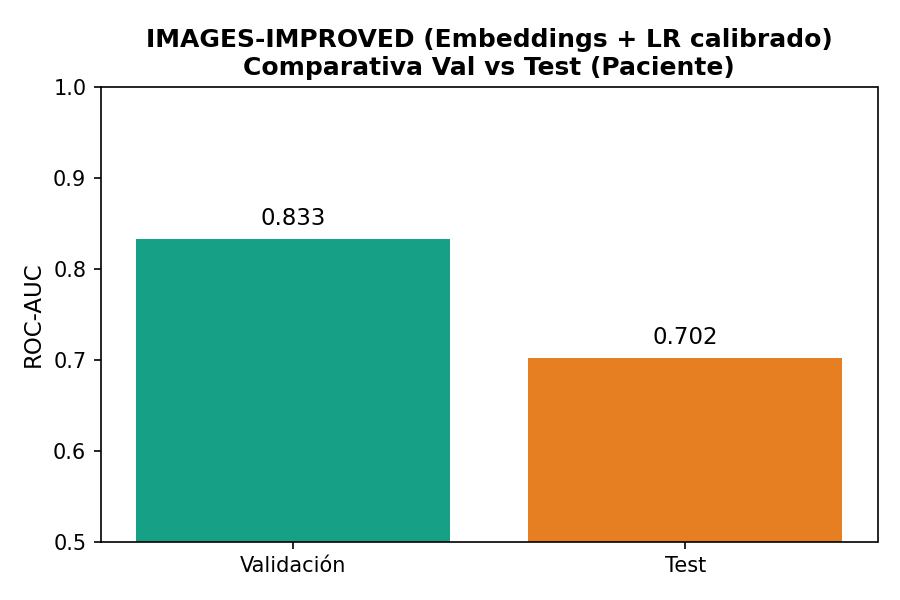 IMAGES-IMPROVED (Embeddings + LR calibrado)
Comparativa Val vs Test (Paciente)
1.0
0.9
0.8
0.7
0.6
0.5
ROC-AUC
0.833
0.702
Validación
Test